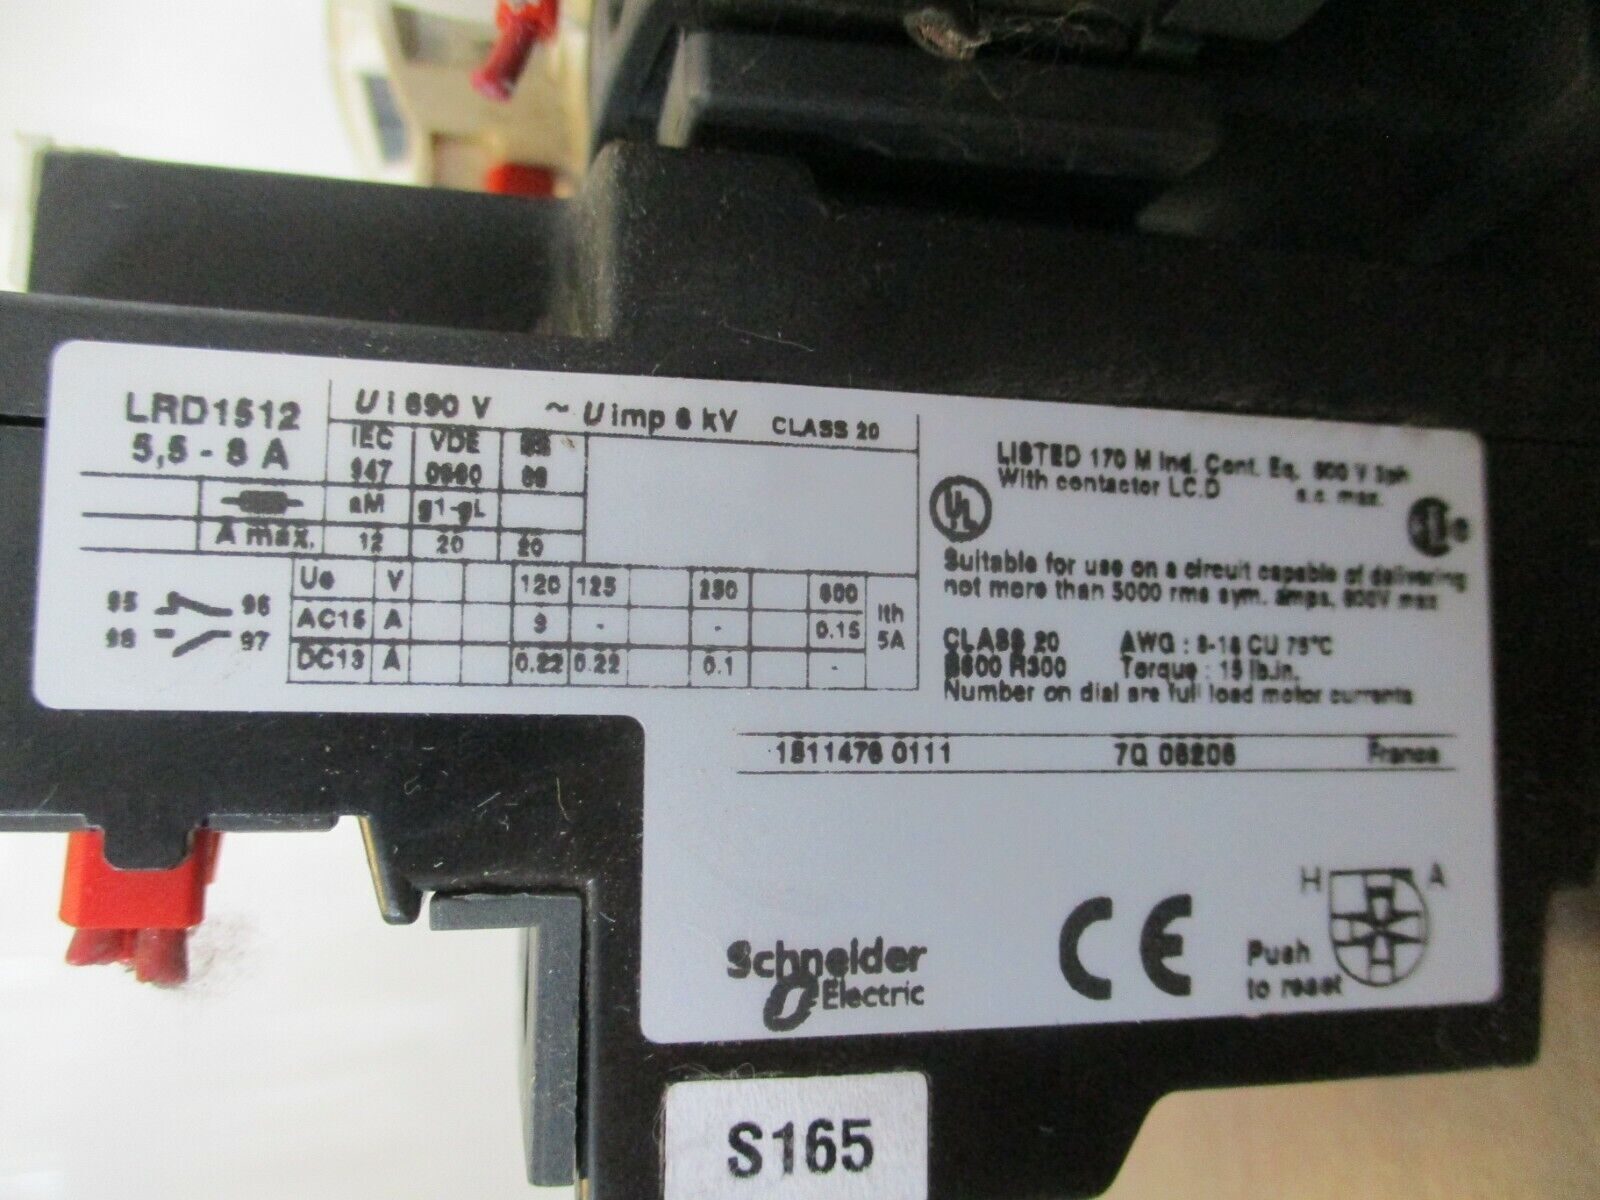 LRD1512
5,5 - 8 A
Ui 690 V ~ Uimp 6 kV CLASS 20
IEC VDE
947 0660
aM g1-gL
A max. 12 20 20
95 96
98 97
Ue V 120 125 250 600
AC15 A 3 - - 0.15
DC13 A 0.22 0.22 0.1 -
Ith
5A
LISTED 170 M Ind. Cont. Eq. 600 V 3ph
With contactor LC.D s.c. max.
UL
Suitable for use on a circuit capable of delivering
not more than 5000 rms sym. amps, 600V max
CLASS 20 AWG : 8-18 CU 75°C
B600 R300 Torque : 15 lb.in.
Number on dial are full load motor currents
1811476 0111 7Q 06206 France
Schneider
Electric
CE
H A
Push
to reset
S165